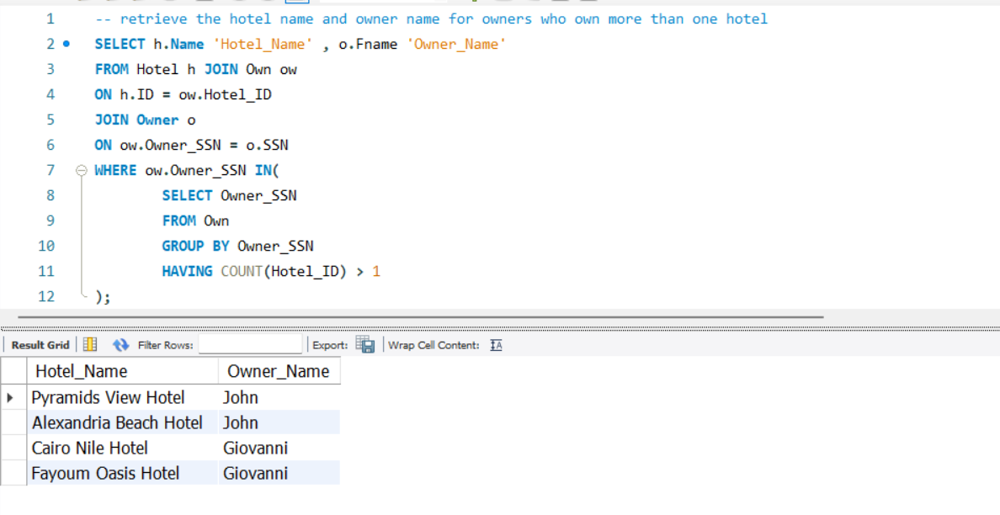 1 -- retrieve the hotel name and owner name for owners who own more than one hotel
2 SELECT h.Name 'Hotel_Name' , o.Fname 'Owner_Name'
3 FROM Hotel h JOIN Own ow
4 ON h.ID = ow.Hotel_ID
5 JOIN Owner o
6 ON ow.Owner_SSN = o.SSN
7 WHERE ow.Owner_SSN IN(
8 SELECT Owner_SSN
9 FROM Own
10 GROUP BY Owner_SSN
11 HAVING COUNT(Hotel_ID) > 1
12 );
Result Grid Filter Rows: Export: Wrap Cell Content: IA
Hotel_Name Owner_Name
Pyramids View Hotel John
Alexandria Beach Hotel John
Cairo Nile Hotel Giovanni
Fayoum Oasis Hotel Giovanni